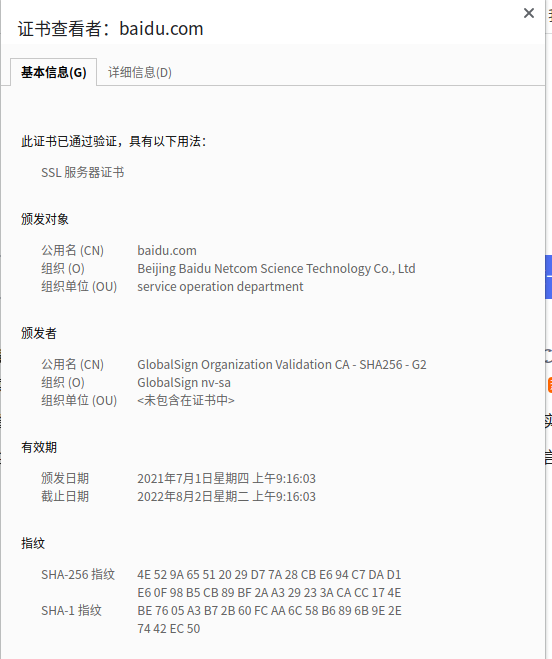 证书查看者：baidu.com
基本信息(G) 详细信息(D)
此证书已通过验证，具有以下用法：
SSL 服务器证书
颁发对象
公用名 (CN) baidu.com
组织 (O) Beijing Baidu Netcom Science Technology Co., Ltd
组织单位 (OU) service operation department
颁发者
公用名 (CN) GlobalSign Organization Validation CA - SHA256 - G2
组织 (O) GlobalSign nv-sa
组织单位 (OU) <未包含在证书中>
有效期
颁发日期 2021年7月1日星期四 上午9:16:03
截止日期 2022年8月2日星期二 上午9:16:03
指纹
SHA-256 指纹 4E 52 9A 65 51 20 29 D7 7A 28 CB E6 94 C7 DA D1
E6 0F 98 B5 CB 89 BF 2A A3 29 23 3A CA CC 17 4E
SHA-1 指纹 BE 76 05 A3 B7 2B 60 FC AA 6C 58 B6 89 6B 9E 2E
74 42 EC 50